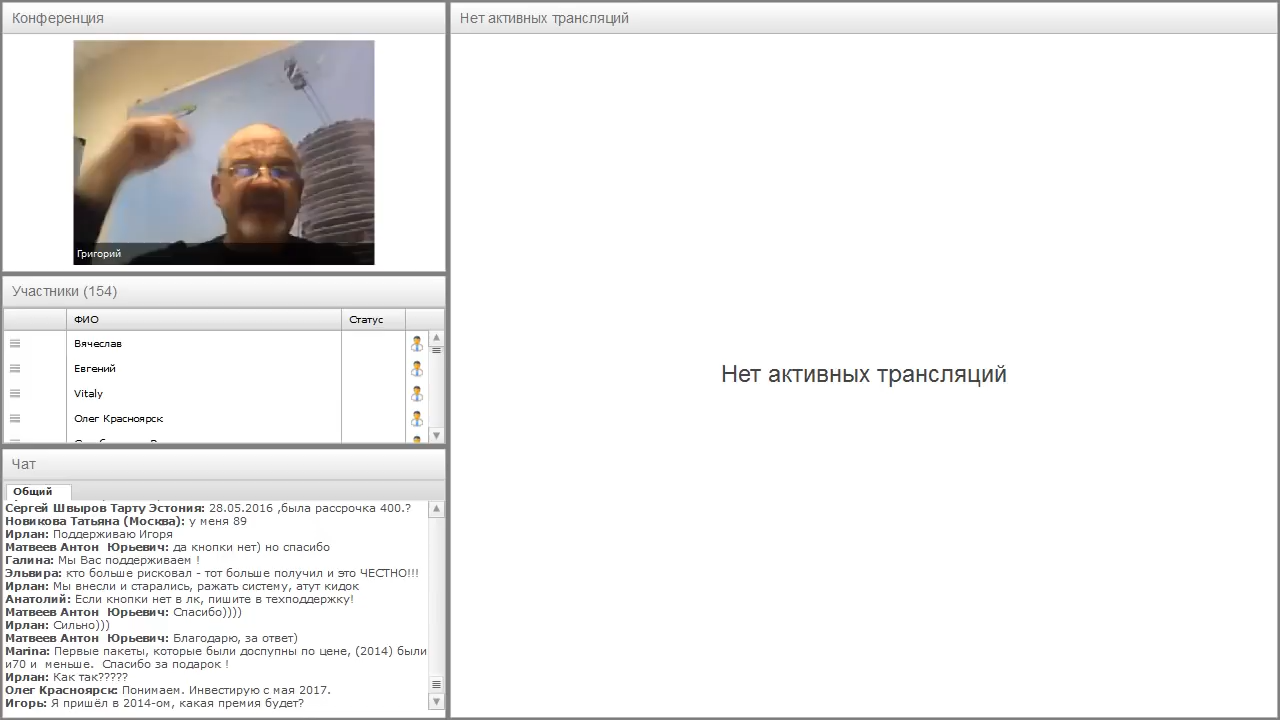 Конференция
Нет активных трансляций
Григорий
Участники (154)
ФИО
Статус
Вячеслав
Евгений
Vitaly
Олег Красноярск
Чат
Общий
Сергей Швыров Тарту Эстония: 28.05.2016 ,была рассрочка 400.?
Новикова Татьяна (Москва): у меня 89
Ирлан: Поддерживаю Игоря
Матвеев Антон Юрьевич: да кнопки нет) но спасибо
Галина: Мы Вас поддерживаем !
Эльвира: кто больше рисковал - тот больше получил и это ЧЕСТНО!!!
Ирлан: Мы внесли и старались, ражать систему, атут кидок
Анатолий: Если кнопки нет в лк, пишите в техподдержку!
Матвеев Антон Юрьевич: Спасибо))))
Ирлан: Сильно)))
Матвеев Антон Юрьевич: Благодарю, за ответ)
Marina: Первые пакеты, которые были доспупны по цене, (2014) были
и70 и меньше. Спасибо за подарок !
Ирлан: Как так?????
Олег Красноярск: Понимаем. Инвестирую с мая 2017.
Игорь: Я пришёл в 2014-ом, какая премия будет?
Нет активных трансляций